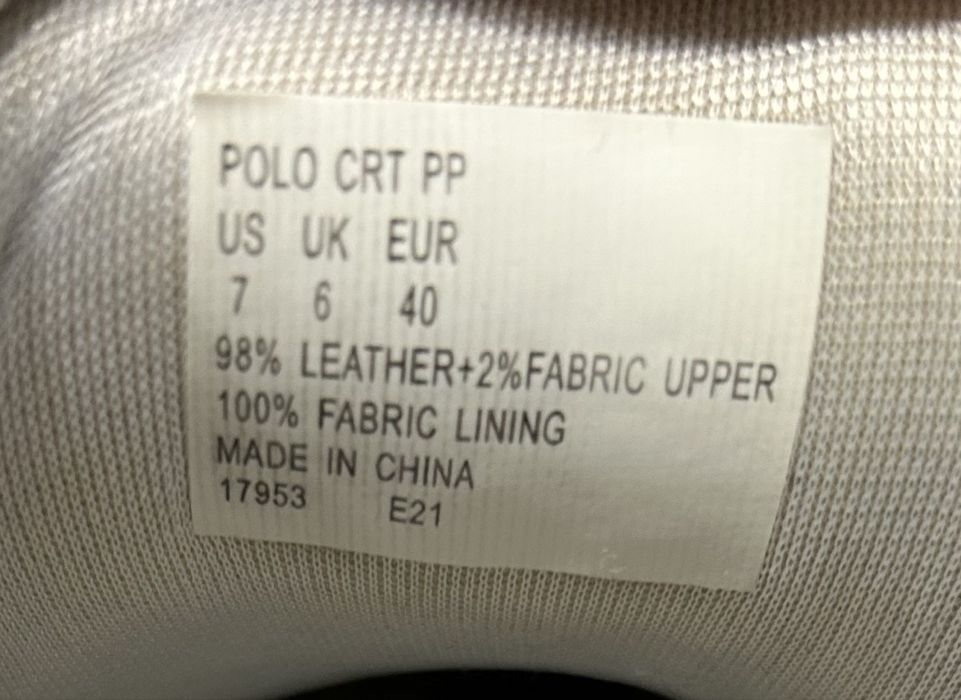 POLO CRT PP
US UK EUR
7 6 40
98% LEATHER+2%FABRIC UPPER
100% FABRIC LINING
MADE IN CHINA
17953 E21